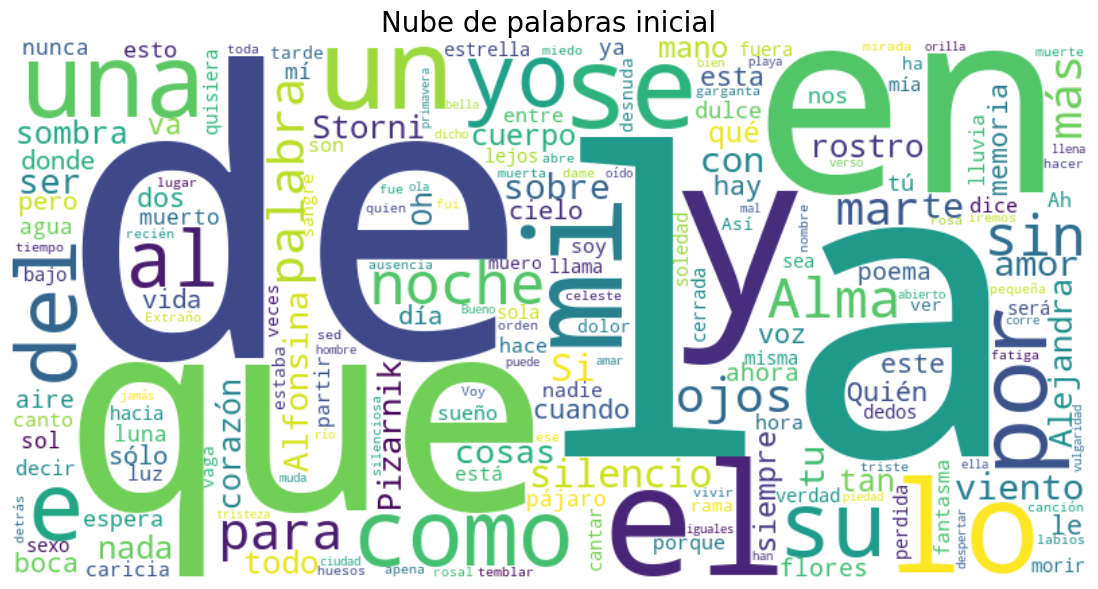 Nube de palabras inicial
nunca esto toda tarde mí estrella miedo ya mano fuera mirada orilla muerte
una un yo se en más
quisiera primavera bella garganta bien playa esta nos ha mía
sombra va palabra Storni son entre cuerpo desnuda dulce qué llena
donde lejos abre con rostro lluvia memoria hacer
de la que y
ser lugar dos fue ola muerta dame oído sobre hay verso tú
pero muerto quien fui Oh cielo Así mal marte dice Ah
agua recién sangre soy nombre rosa iremos sin
tiempo al ausencia muero llama soledad sea poema amor
bajo del vida noche celeste mi Alma abierto pequeña
Extraño día Bueno sola orden dolor cerrada ver será
veces sed hace voz corre por
estaba hombre puede Si misma este fatiga
aire partir amar nadie ahora Alejandra
jamás Alfonsina Voy cuando ojos Quién
canto hacia corazón Pizarnik sueño hora dedos
sol luna río silenciosa cosas ese tu ella vulgaridad
decir sólo luz vaga muda está silencio siempre tan triste viento
detrás e tristeza pájaro vivir verdad piedad perdida canción
espera para como rama el su lo fantasma le
sexo nada todo ciudad cantar iguales porque labios
boca caricia huesos apena rosal temblar han flores despertar morir